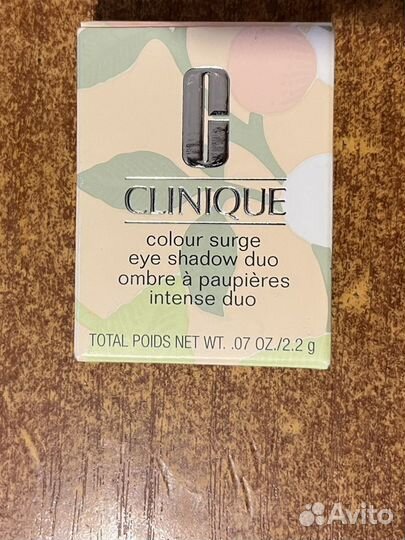 CLINIQUE
colour surge
eye shadow duo
ombre à paupières
intense duo
TOTAL POIDS NET WT. .07 OZ./2.2 g
Avito